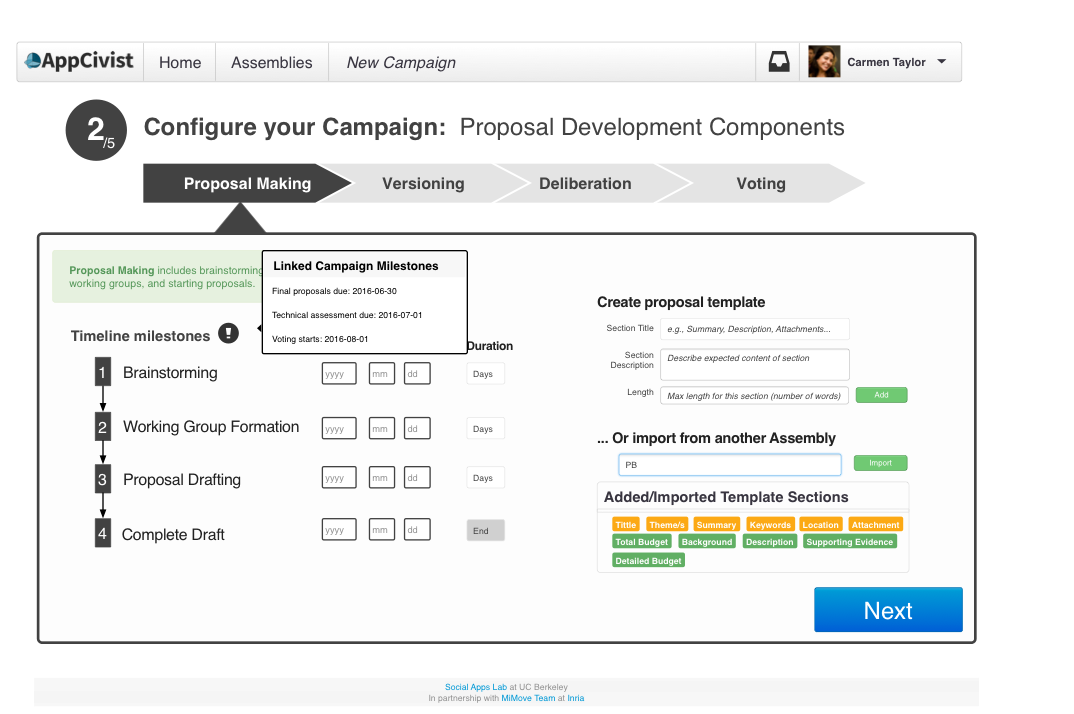 AppCivist Home Assemblies New Campaign Carmen Taylor
2/5 Configure your Campaign: Proposal Development Components
Proposal Making Versioning Deliberation Voting
Proposal Making includes brainstorming
working groups, and starting proposals.
Linked Campaign Milestones
Final proposals due: 2016-06-30
Technical assessment due: 2016-07-01
Voting starts: 2016-08-01
Timeline milestones !
Duration
1 Brainstorming yyyy mm dd Days
2 Working Group Formation yyyy mm dd Days
3 Proposal Drafting yyyy mm dd Days
4 Complete Draft yyyy mm dd End
Create proposal template
Section Title e.g., Summary, Description, Attachments...
Section
Description
Describe expected content of section
Length Max length for this section (number of words) Add
... Or import from another Assembly
PB Import
Added/Imported Template Sections
Tittle Theme/s Summary Keywords Location Attachment
Total Budget Background Description Supporting Evidence
Detailed Budget
Next
Social Apps Lab at UC Berkeley
In partnership with MiMove Team at Inria